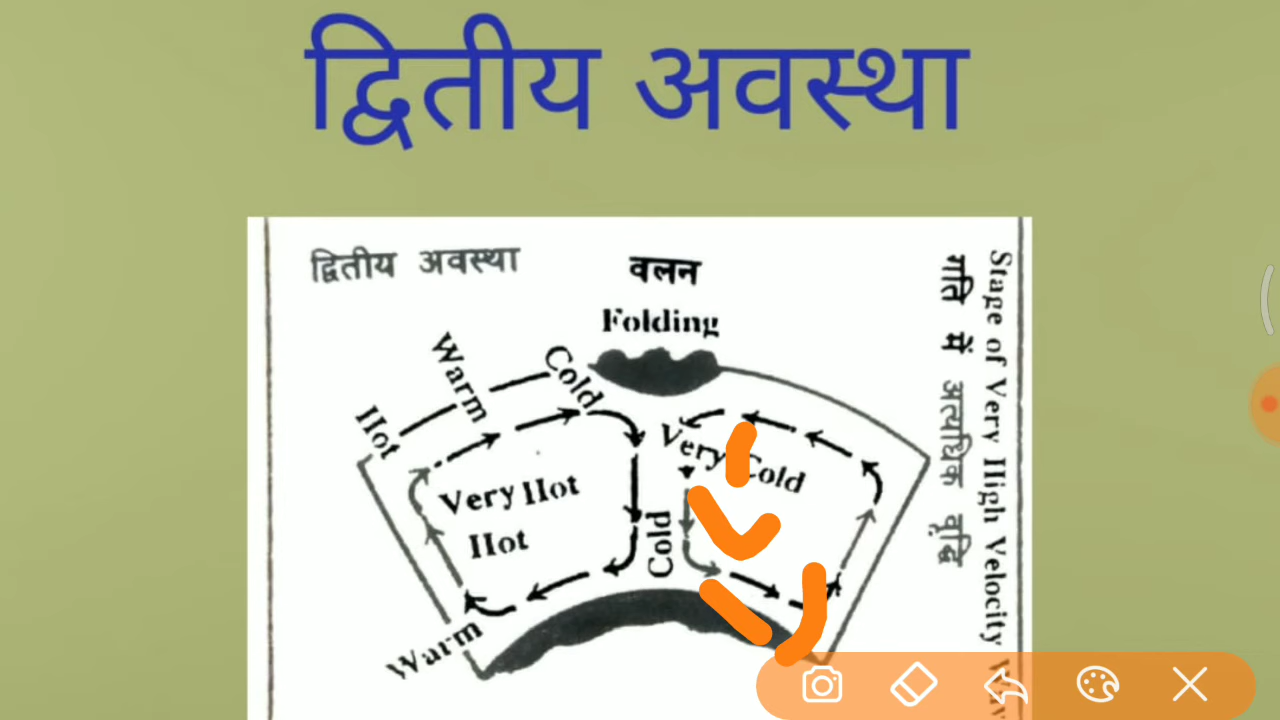 द्वितीय अवस्था
द्वितीय अवस्था
वलन
Folding
Warm
Cold
Hot
Very Cold
Very Hot
Hot
Cold
Warm
Stage of Very High Velocity
गति में अत्यधिक वृद्धि